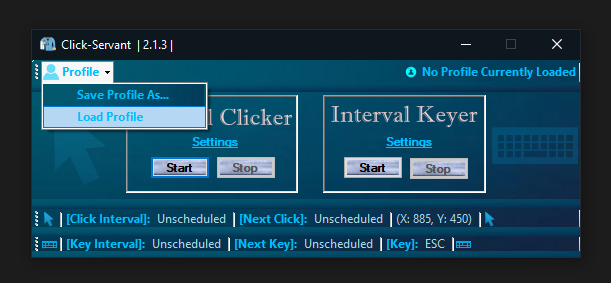 Click-Servant | 2.1.3 |
Profile
No Profile Currently Loaded
Save Profile As...
Load Profile
Clicker
Interval Keyer
Settings
Settings
Start
Stop
Start
Stop
[Click Interval]: Unscheduled [Next Click]: Unscheduled (X: 885, Y: 450)
[Key Interval]: Unscheduled [Next Key]: Unscheduled [Key]: ESC